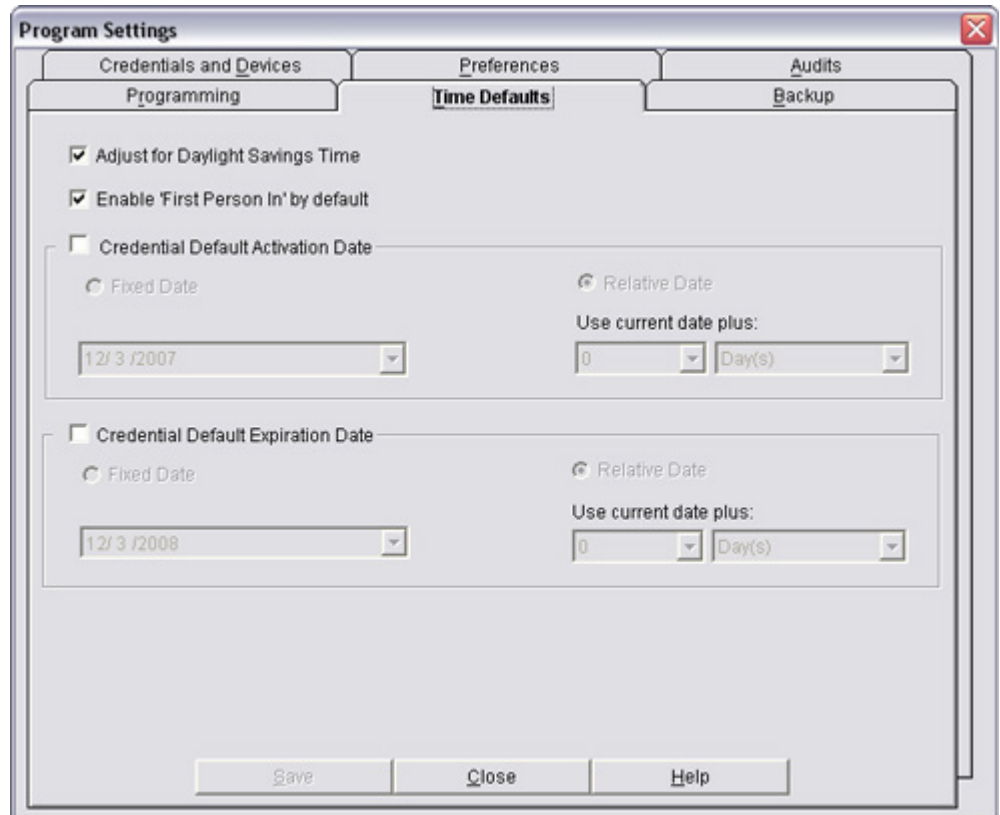 Program Settings
Credentials and Devices Preferences Audits
Programming Time Defaults Backup
Adjust for Daylight Savings Time
Enable 'First Person In' by default
Credential Default Activation Date
Fixed Date Relative Date
Use current date plus:
12/ 3 /2007 0 Day(s)
Credential Default Expiration Date
Fixed Date Relative Date
Use current date plus:
12/ 3 /2008 0 Day(s)
Save Close Help